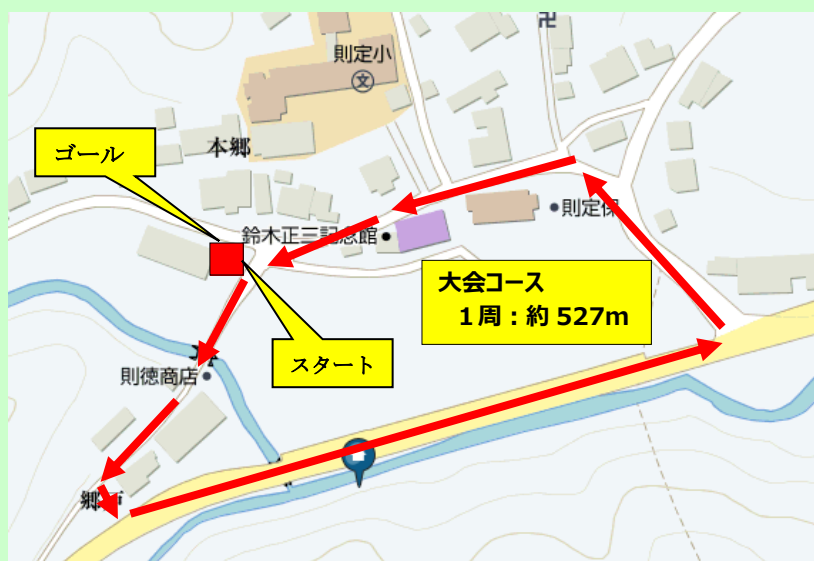 則定小
文
本郷
ゴール
則定保
鈴木正三記念館
大会コース
1周：約 527m
スタート
則徳商店